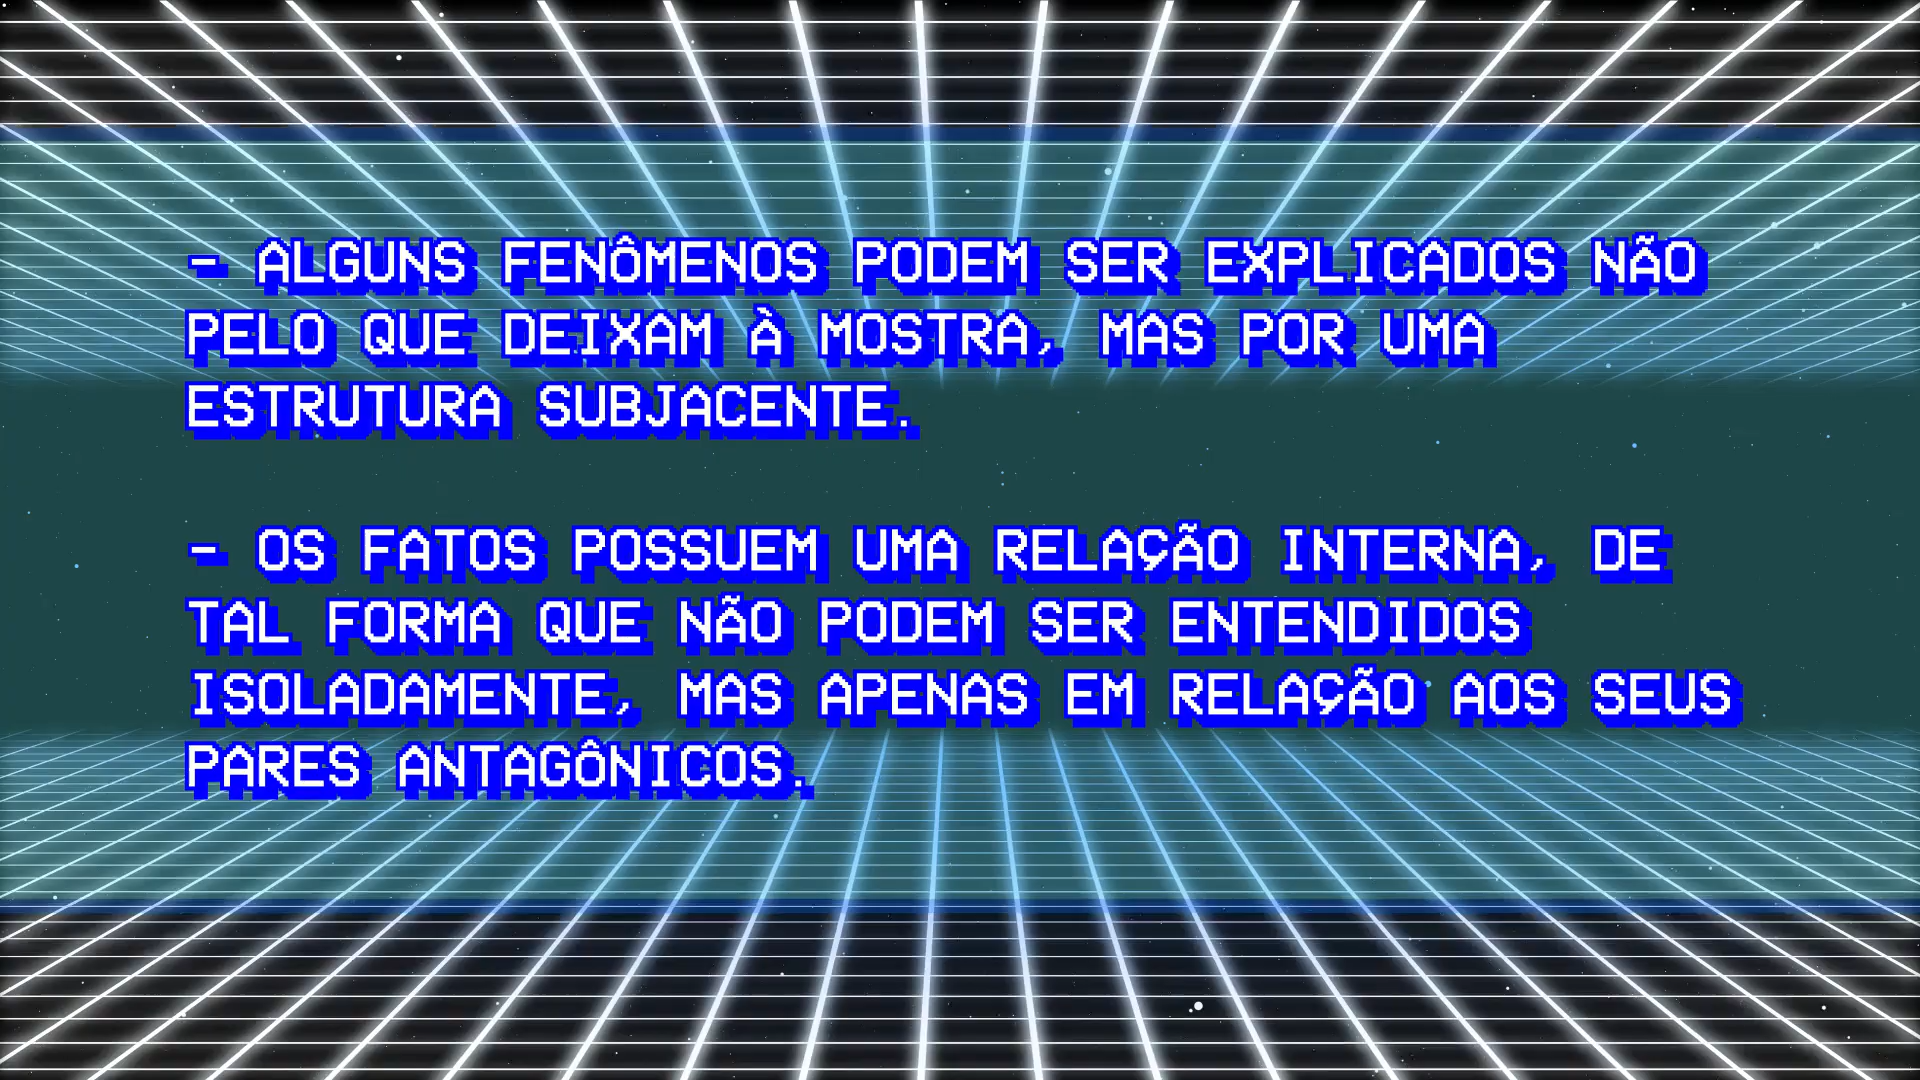 - ALGUNS FENÔMENOS PODEM SER EXPLICADOS NÃO
PELO QUE DEIXAM À MOSTRA, MAS POR UMA
ESTRUTURA SUBJACENTE.
- OS FATOS POSSUEM UMA RELAÇÃO INTERNA, DE
TAL FORMA QUE NÃO PODEM SER ENTENDIDOS
ISOLADAMENTE, MAS APENAS EM RELAÇÃO AOS SEUS
PARES ANTAGÔNICOS.